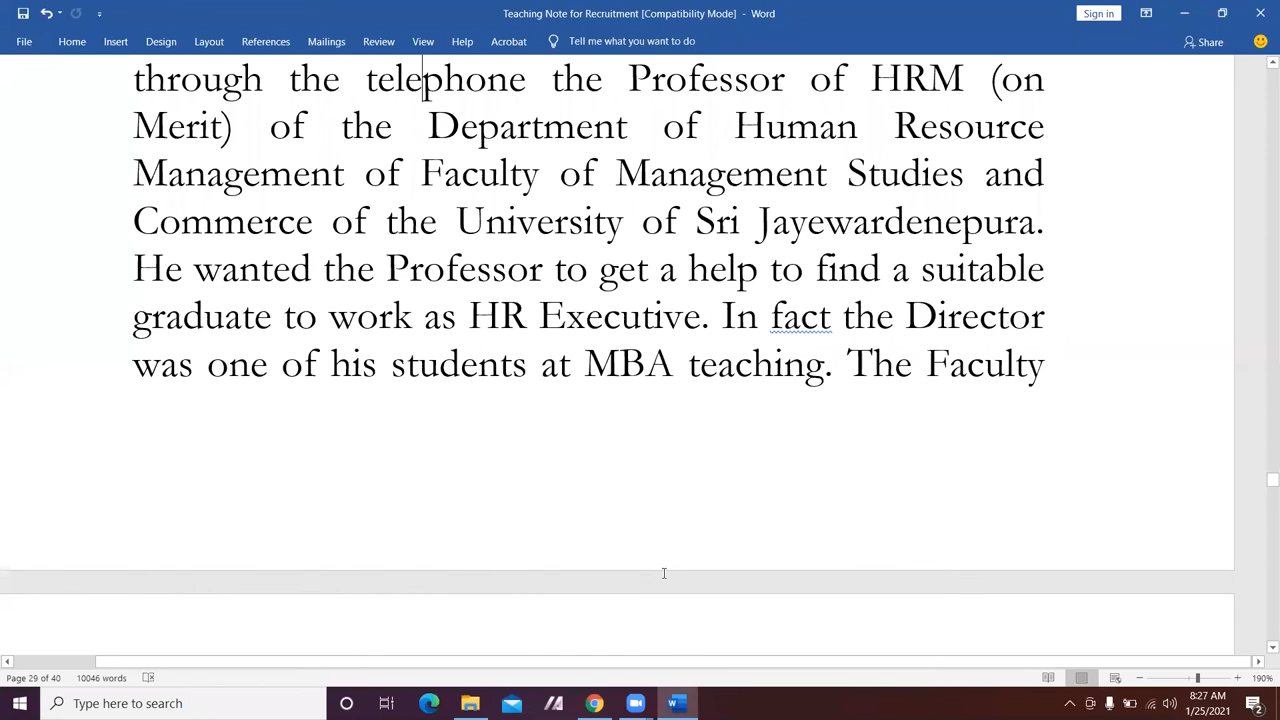 Teaching Note for Recruitment [Compatibility Mode] - Word
Sign in
File Home Insert Design Layout References Mailings Review View Help Acrobat Tell me what you want to do Share
through the telephone the Professor of HRM (on
Merit) of the Department of Human Resource
Management of Faculty of Management Studies and
Commerce of the University of Sri Jayewardenepura.
He wanted the Professor to get a help to find a suitable
graduate to work as HR Executive. In fact the Director
was one of his students at MBA teaching. The Faculty
Page 29 of 40 10046 words 190%
Type here to search
8:27 AM
1/25/2021
2